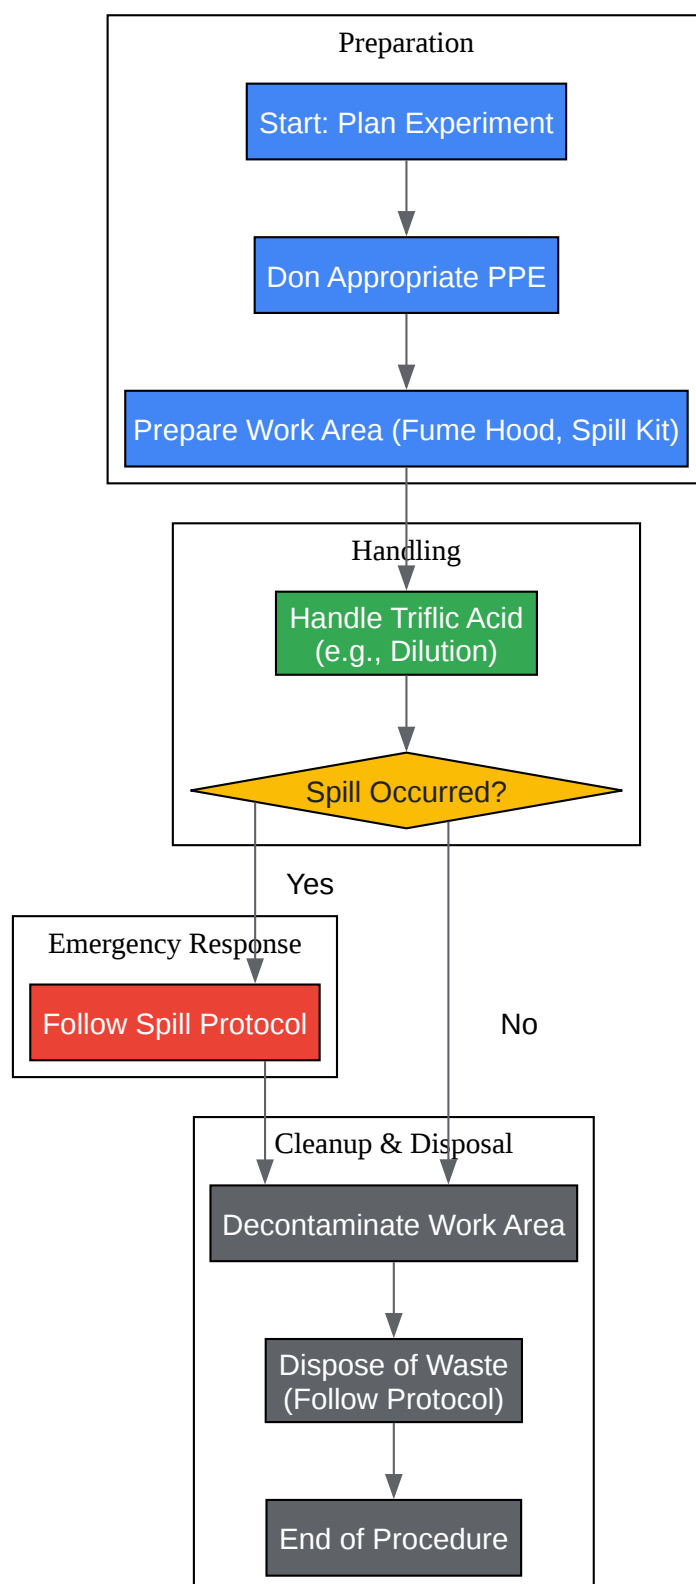 Preparation
Start: Plan Experiment
Don Appropriate PPE
Prepare Work Area (Fume Hood, Spill Kit)
Handling
Handle Triflic Acid
(e.g., Dilution)
Spill Occurred?
Yes
Emergency Response
Follow Spill Protocol
No
Cleanup & Disposal
Decontaminate Work Area
Dispose of Waste
(Follow Protocol)
End of Procedure